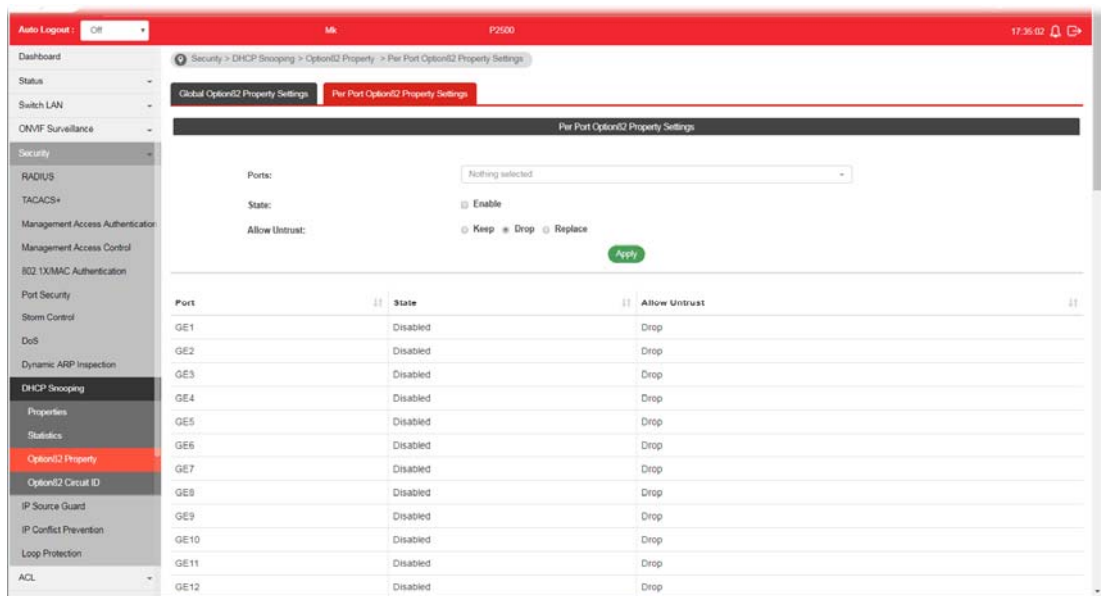 Auto Logout : Off Mk P2500 17:35:02
Dashboard
Status
Switch LAN
ONVIF Surveillance
Security
RADIUS
TACACS+
Management Access Authentication
Management Access Control
802.1X/MAC Authentication
Port Security
Storm Control
DoS
Dynamic ARP Inspection
DHCP Snooping
Properties
Statistics
Option82 Property
Option82 Circuit ID
IP Source Guard
IP Conflict Prevention
Loop Protection
ACL
Security > DHCP Snooping > Option82 Property > Per Port Option82 Property Settings
Global Option82 Property Settings Per Port Option82 Property Settings
Per Port Option82 Property Settings
Ports: Nothing selected
State: Enable
Allow Untrust: Keep Drop Replace
Apply
Port State Allow Untrust
GE1 Disabled Drop
GE2 Disabled Drop
GE3 Disabled Drop
GE4 Disabled Drop
GE5 Disabled Drop
GE6 Disabled Drop
GE7 Disabled Drop
GE8 Disabled Drop
GE9 Disabled Drop
GE10 Disabled Drop
GE11 Disabled Drop
GE12 Disabled Drop